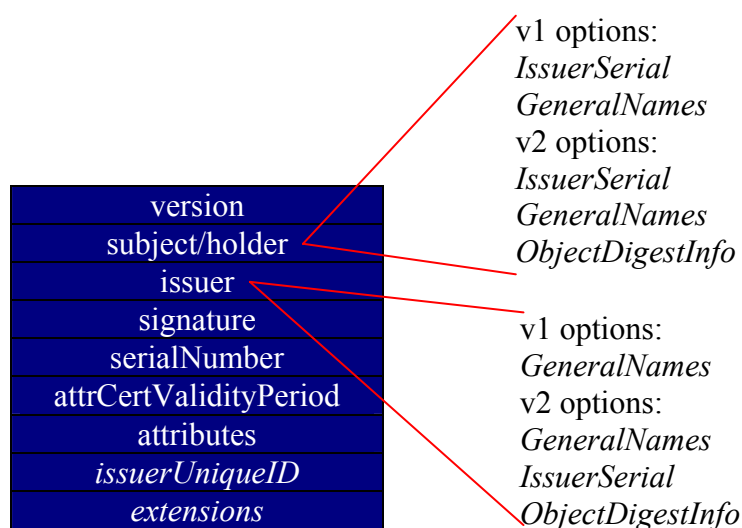 version
subject/holder
issuer
signature
serialNumber
attrCertValidityPeriod
attributes
issuerUniqueID
extensions
v1 options:
IssuerSerial
GeneralNames
v2 options:
IssuerSerial
GeneralNames
ObjectDigestInfo
v1 options:
GeneralNames
v2 options:
GeneralNames
IssuerSerial
ObjectDigestInfo